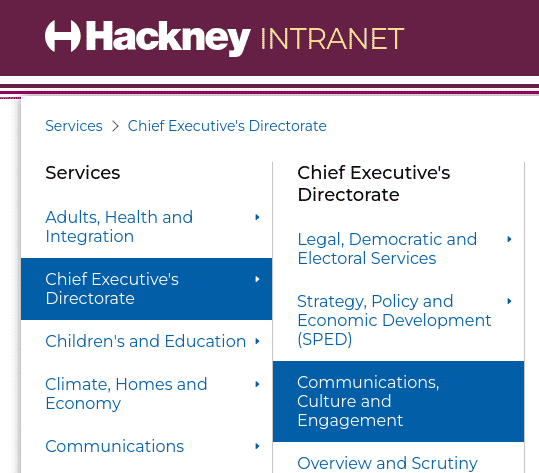 Hackney INTRANET
Services > Chief Executive's Directorate
Services
Adults, Health and
Integration
Chief Executive's
Directorate
Children's and Education
Climate, Homes and
Economy
Communications
Chief Executive's
Directorate
Legal, Democratic and
Electoral Services
Strategy, Policy and
Economic Development
(SPED)
Communications,
Culture and
Engagement
Overview and Scrutiny